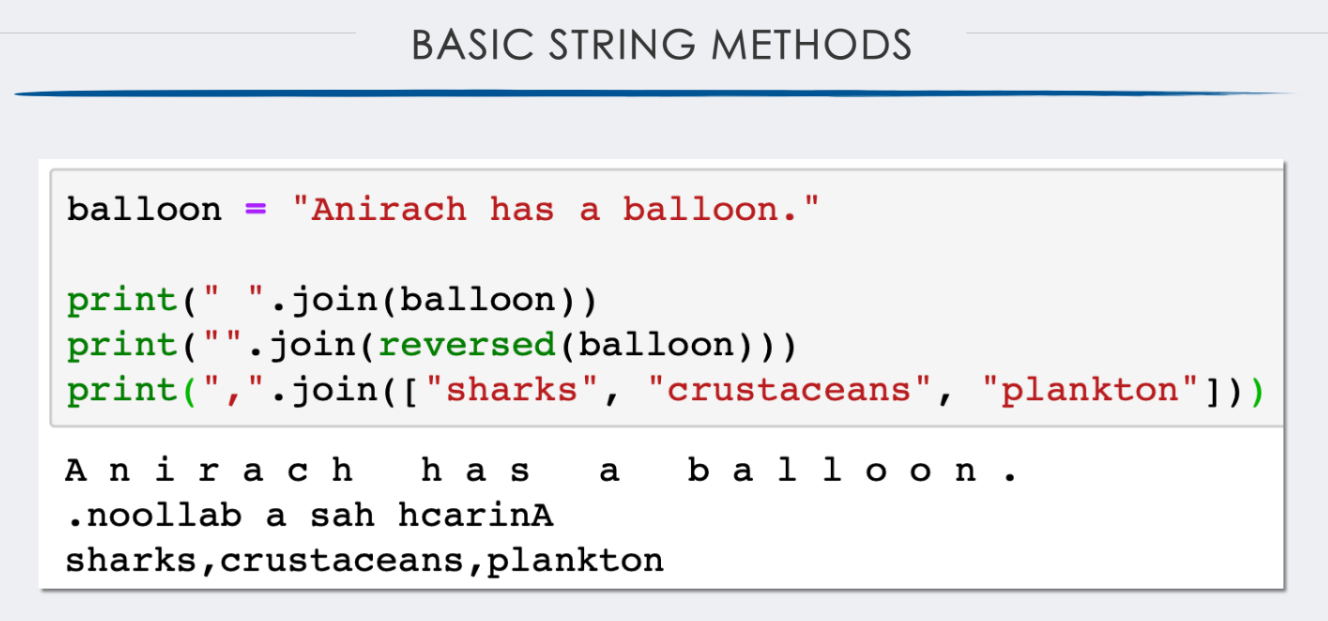 BASIC STRING METHODS
balloon = "Anirach has a balloon."
print(" ".join(balloon))
print("".join(reversed(balloon)))
print(",".join(["sharks", "crustaceans", "plankton"]))
A n i r a c h   h a s   a   b a l l o o n .
.noollab a sah hcarinA
sharks,crustaceans,plankton